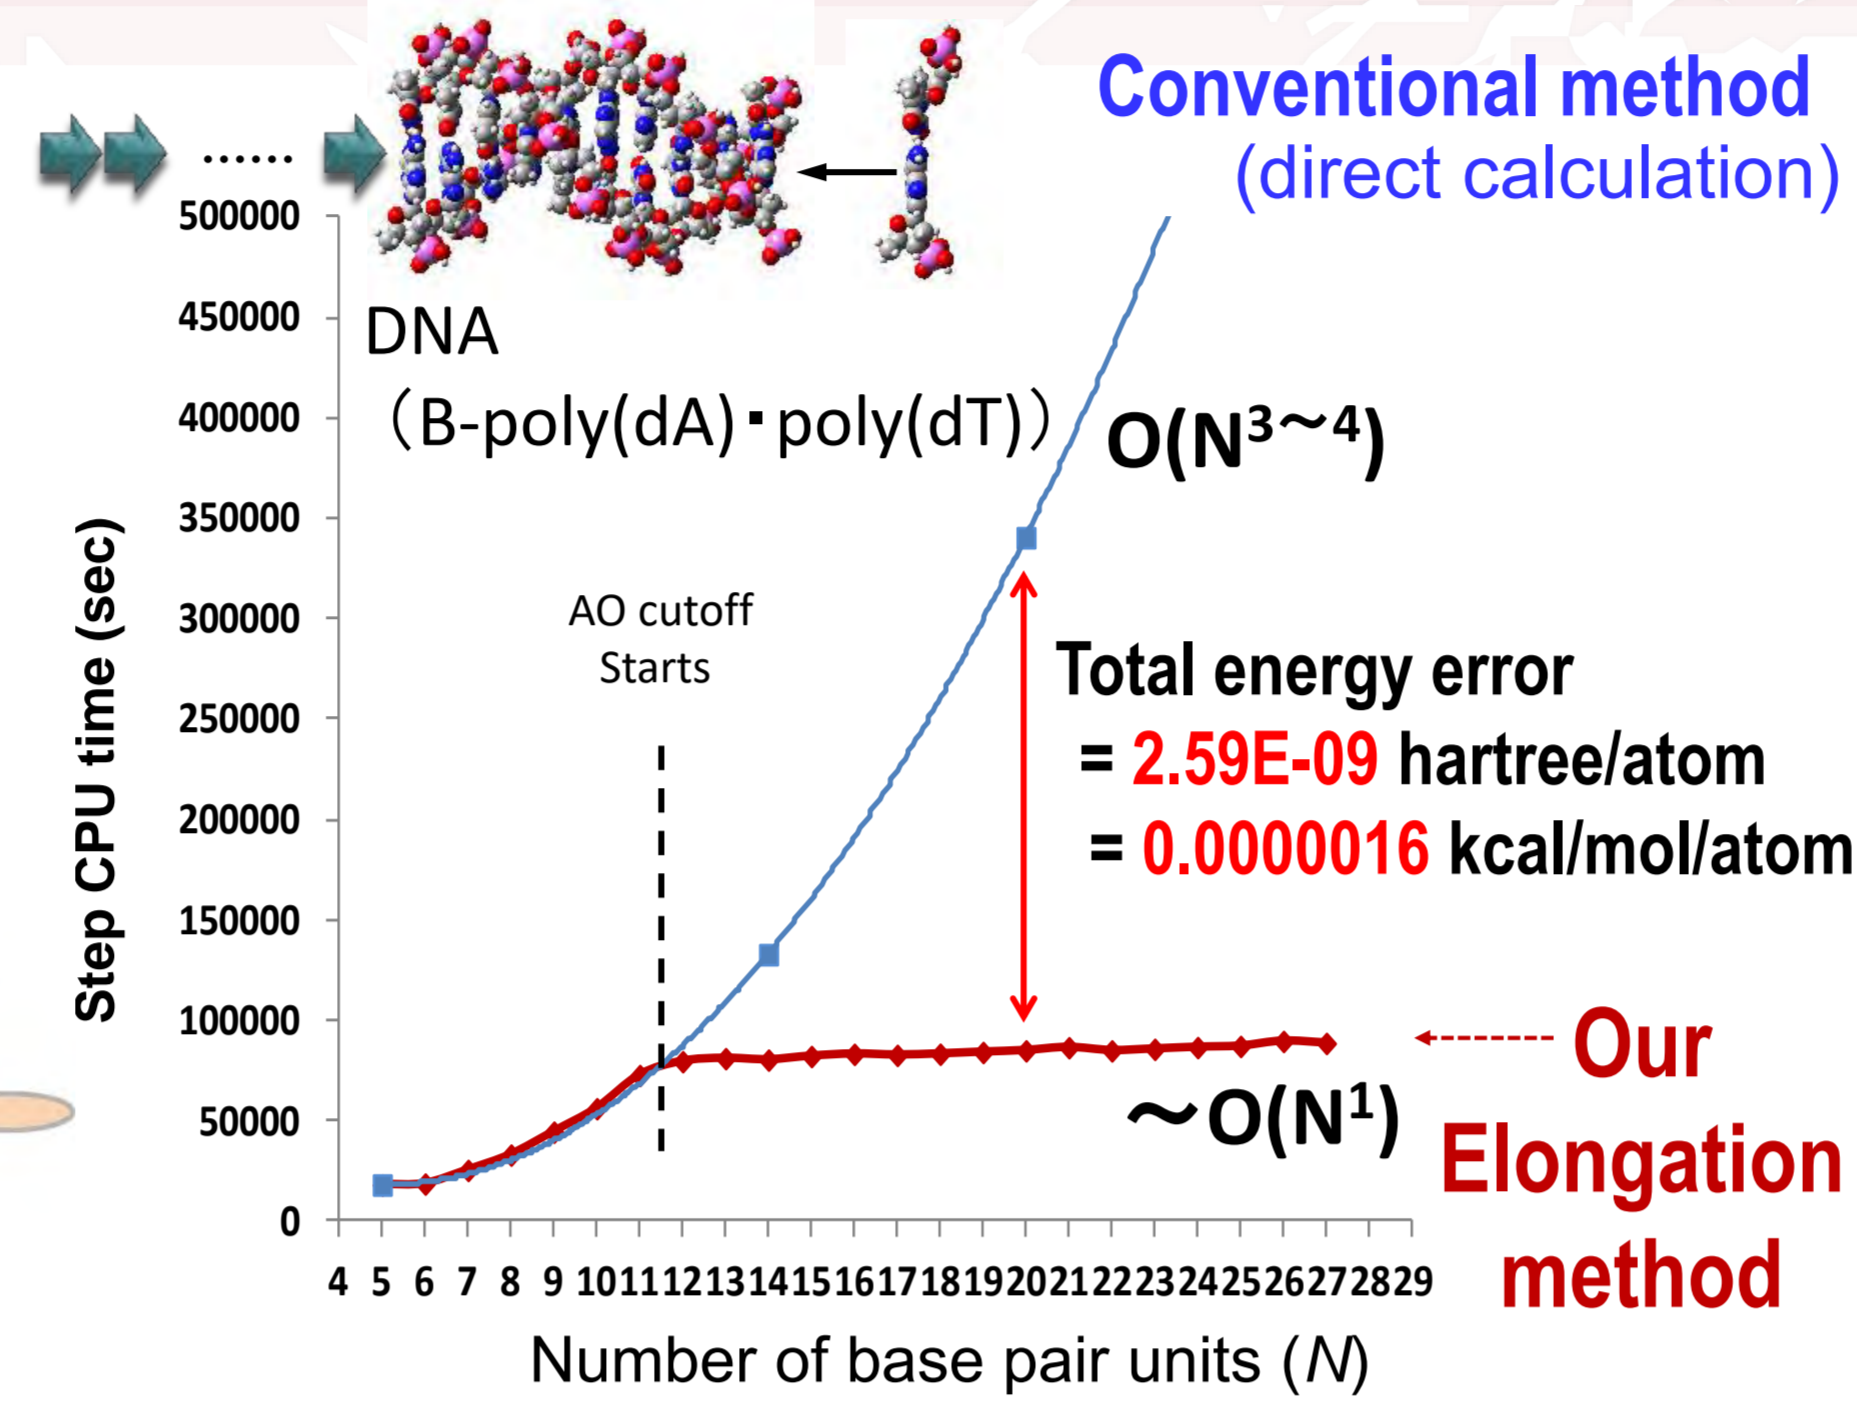 Conventional method
(direct calculation)
......
DNA
（B-poly(dA)・poly(dT)）
O(N³～⁴)
AO cutoff
Starts
Total energy error
= 2.59E-09 hartree/atom
= 0.0000016 kcal/mol/atom
Our
Elongation
method
～O(N¹)
Step CPU time (sec)
500000
450000
400000
350000
300000
250000
200000
150000
100000
50000
0
4 5 6 7 8 9 10 11 12 13 14 15 16 17 18 19 20 21 22 23 24 25 26 27 28 29
Number of base pair units (N)